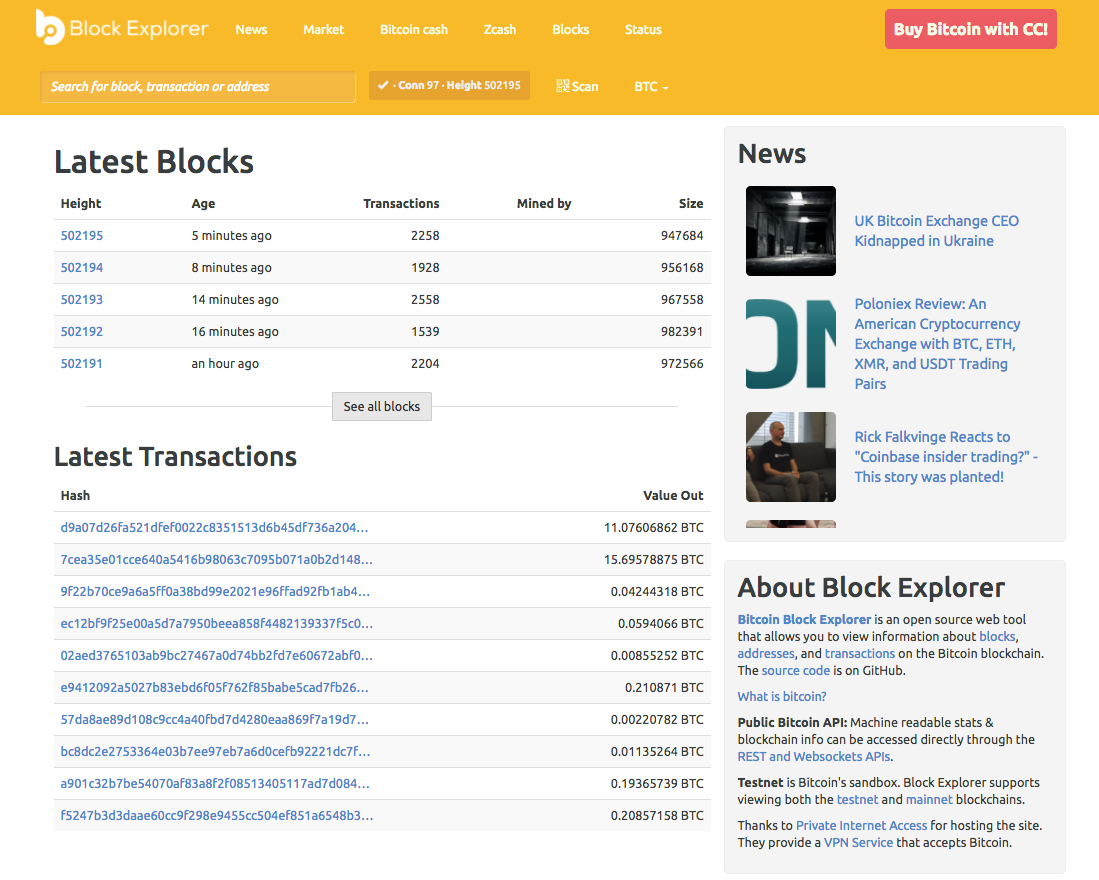 Block Explorer News Market Bitcoin cash Zcash Blocks Status Buy Bitcoin with CC!
Search for block, transaction or address ✔ · Conn 97 · Height 502195 Scan BTC
Latest Blocks
Height Age Transactions Mined by Size
502195 5 minutes ago 2258 947684
502194 8 minutes ago 1928 956168
502193 14 minutes ago 2558 967558
502192 16 minutes ago 1539 982391
502191 an hour ago 2204 972566
See all blocks
Latest Transactions
Hash Value Out
d9a07d26fa521dfef0022c8351513d6b45df736a204... 11.07606862 BTC
7cea35e01cce640a5416b98063c7095b071a0b2d148... 15.69578875 BTC
9f22b70ce9a6a5ff0a38bd99e2021e96ffad92fb1ab4... 0.04244318 BTC
ec12bf9f25e00a5d7a7950beea858f4482139337f5c0... 0.0594066 BTC
02aed3765103ab9bc27467a0d74bb2fd7e60672abf0... 0.00855252 BTC
e9412092a5027b83ebd6f05f762f85babe5cad7fb26... 0.210871 BTC
57da8ae89d108c9cc4a40fbd7d4280eaa869f7a19d7... 0.00220782 BTC
bc8dc2e2753364e03b7ee97eb7a6d0cefb92221dc7f... 0.01135264 BTC
a901c32b7be54070af83a8f2f08513405117ad7d084... 0.19365739 BTC
f5247b3d3daae60cc9f298e9455cc504ef851a6548b3... 0.20857158 BTC
News
UK Bitcoin Exchange CEO
Kidnapped in Ukraine
Poloniex Review: An
American Cryptocurrency
Exchange with BTC, ETH,
XMR, and USDT Trading
Pairs
Rick Falkvinge Reacts to
"Coinbase insider trading?" -
This story was planted!
About Block Explorer
Bitcoin Block Explorer is an open source web tool
that allows you to view information about blocks,
addresses, and transactions on the Bitcoin blockchain.
The source code is on GitHub.
What is bitcoin?
Public Bitcoin API: Machine readable stats &
blockchain info can be accessed directly through the
REST and Websockets APIs.
Testnet is Bitcoin's sandbox. Block Explorer supports
viewing both the testnet and mainnet blockchains.
Thanks to Private Internet Access for hosting the site.
They provide a VPN Service that accepts Bitcoin.